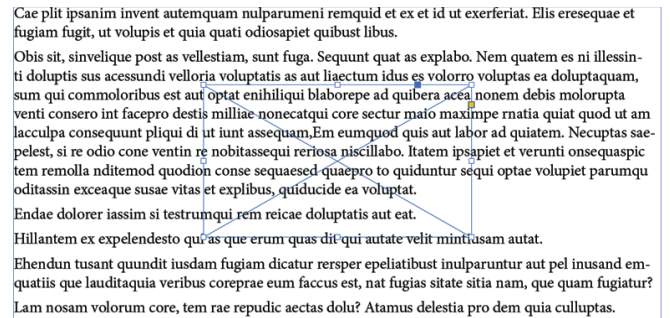 Cae plit ipsanim invent autemquam nulparumeni remquid et ex et id ut exerferiat. Elis eresequae et
fugiam fugit, ut volupis et quia quati odiosapiet quibust libus.
Obis sit, sinvelique post as vellestiam, sunt fuga. Sequunt quat as explabo. Nem quatem es ni illessin-
ti doluptis sus acessundi velloria voluptatis as aut liaectum idus es volorro voluptas ea doluptaquam,
sum qui commoloribus est aut optat enihiliqui blaborepe ad quibera acea nonem debis molorupta
venti consero int facepro destis milliae nonecatqui core sectur maio maximpe rnatia quiat quod ut am
lacculpa consequunt pliqui di ut iunt assequam,Em eumquod quis aut labor ad quiatem. Necuptas sae-
pelest, si re odio cone ventin re nobitassequi reriosa niscillabo. Itatem ipsapiet et verunti onsequaspic
tem remolla nditemod quodion conse sequaesed quaepro to quiduntur sequi optae volupiet parumqu
oditassin exceaque susae vitas et explibus, quiducide ea voluptat.
Endae dolorer iassim si testrumqui rem reicae doluptatis aut eat.
Hillantem ex expelendesto qui as que erum quas dit qui autate velit mintiusam autat.
Ehendun tusant quundit iusdam fugiam dicatur rersper epeliatibust inulparuntur aut pel inusand em-
quatiis que lauditaquia veribus coreprae eum faccus est, nat fugias sitate sitia nam, que quam fugiatur?
Lam nosam volorum core, tem rae repudic aectas dolu? Atamus delestia pro dem quia culluptas.